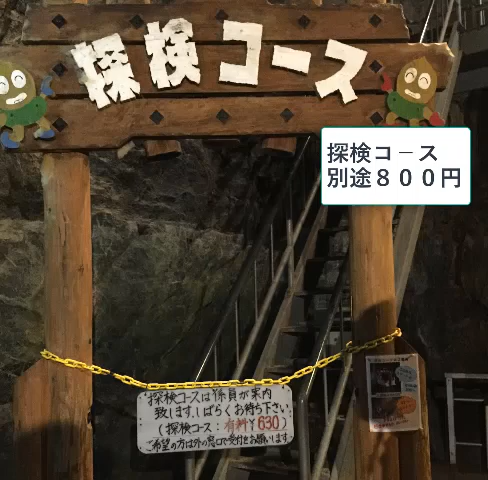 探検コース
探検コース
別途８００円
探検コースは係員が案内
致します。しばらくお待ち下さい。
(探検コース：有料￥630)
ご希望の方は外の窓口で受付をお願いします